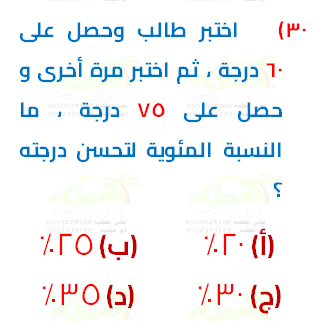 ٣٠) اختبر طالب وحصل على
٦٠ درجة ، ثم اختبر مرة أخرى و
حصل على ٧٥ درجة ، ما
النسبة المئوية لتحسن درجته
؟
(أ) ٢٠٪ (ب) ٢٥٪
(ج) ٣٠٪ (د) ٣٥٪